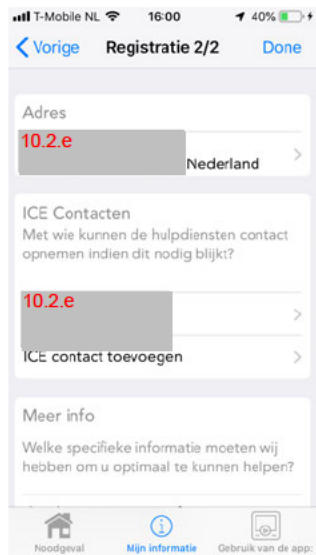 T-Mobile NL 16:00 40%
Vorige Registratie 2/2 Done
Adres
10.2.e
Nederland
ICE Contacten
Met wie kunnen de hulpdiensten contact
opnemen indien dit nodig blijkt?
10.2.e
ICE contact toevoegen
Meer info
Welke specifieke informatie moeten wij
hebben om u optimaal te kunnen helpen?
Noodgeval Mijn informatie Gebruik van de app: